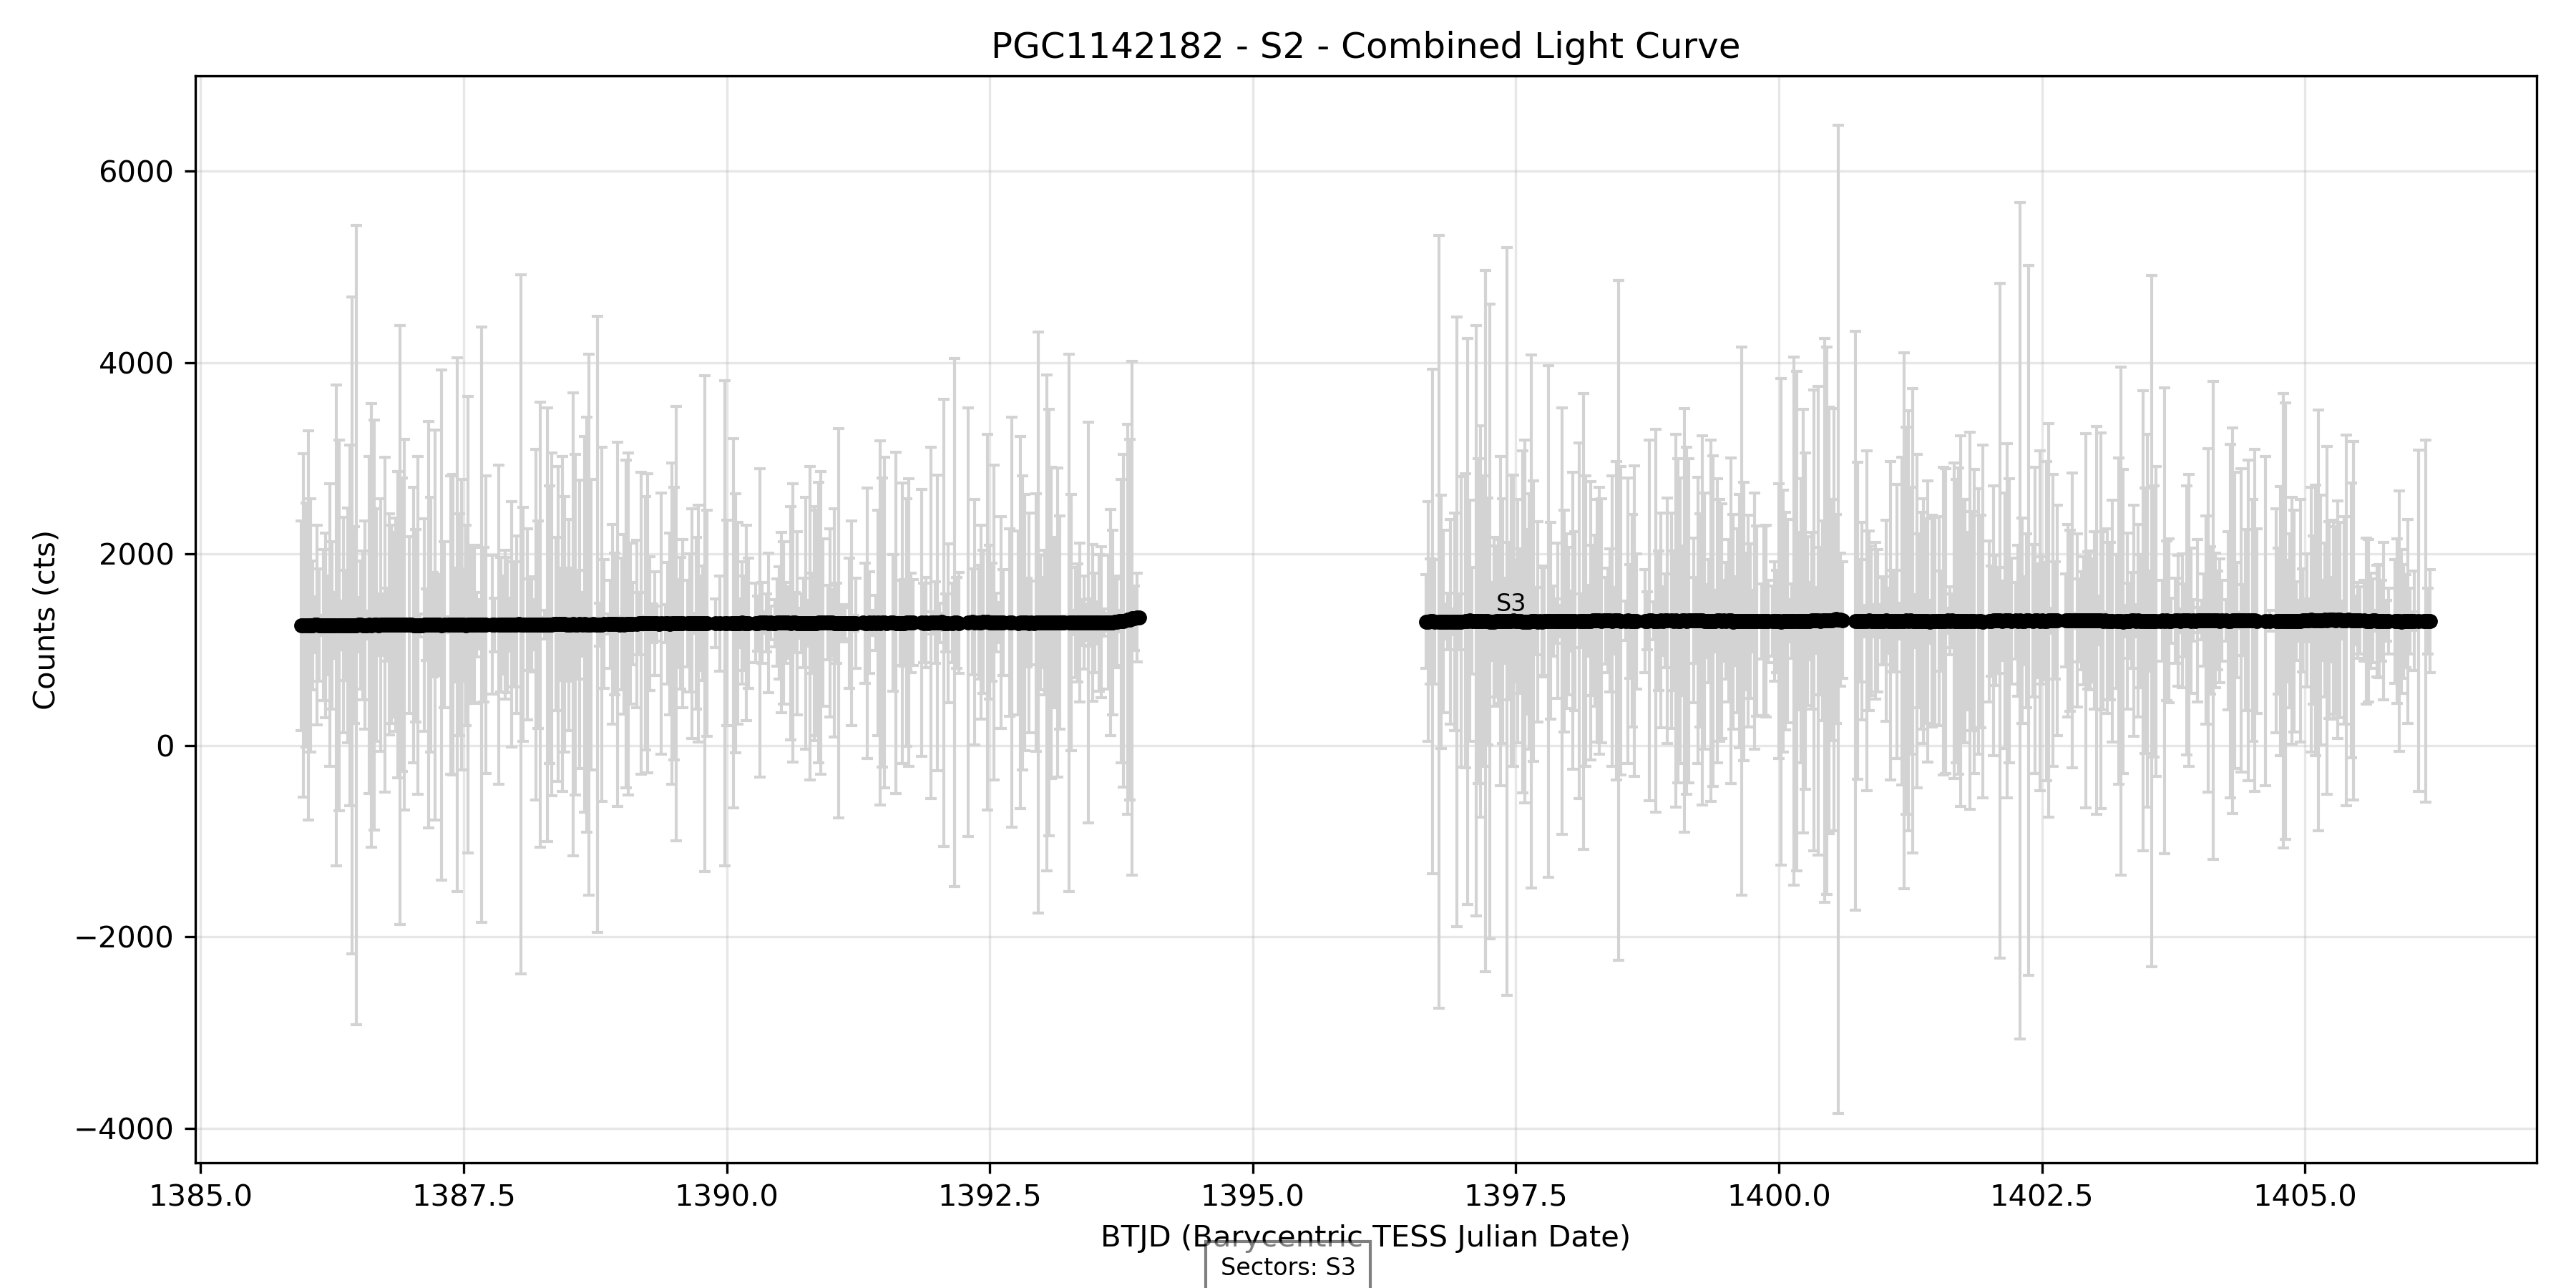 PGC1142182 - S2 - Combined Light Curve
Counts (cts)
6000
4000
2000
0
−2000
−4000
S3
1385.0 1387.5 1390.0 1392.5 1395.0 1397.5 1400.0 1402.5 1405.0
BTJD (Barycentric TESS Julian Date)
Sectors: S3